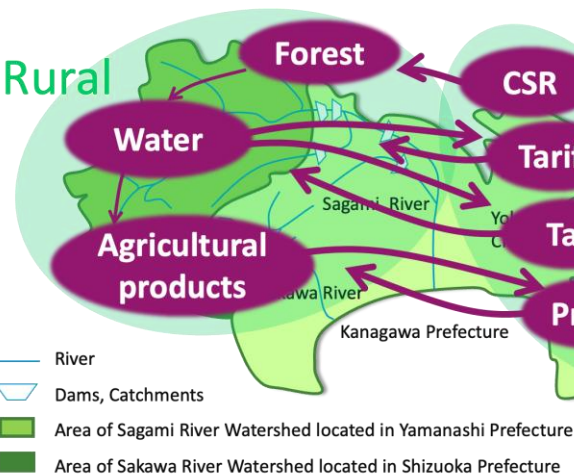 Forest
Rural
CSR
Water
Tarif
Sagami River
Yo
C
Ta
Agricultural
products
awa River
Pr
Kanagawa Prefecture
River
Dams, Catchments
Area of Sagami River Watershed located in Yamanashi Prefecture
Area of Sakawa River Watershed located in Shizuoka Prefecture